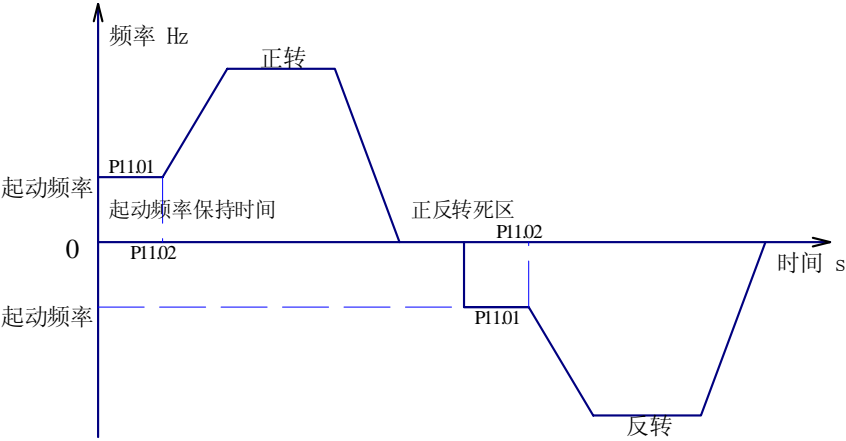 频率 Hz
正转
P11.01
起动频率
起动频率保持时间
正反转死区
P11.02
0
P11.02
时间 s
起动频率
P11.01
反转